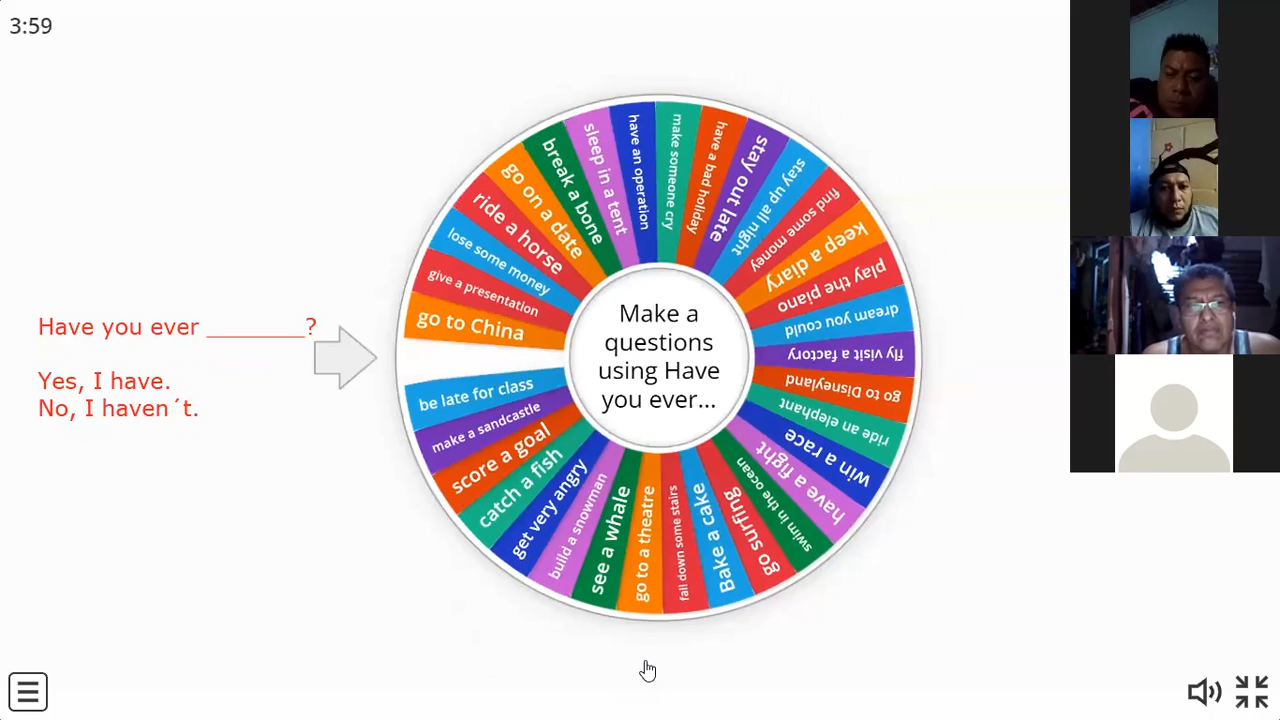 3:59
Have you ever _________?
Yes, I have.
No, I haven´t.
Make a
questions
using Have
you ever...
go to China
give a presentation
lose some money
ride a horse
go on a date
break a bone
sleep in a tent
have an operation
make someone cry
have a bad holiday
stay out late
stay up all night
find some money
keep a diary
play the piano
dream you could
fly visit a factory
go to Disneyland
ride an elephant
win a race
have a fight
swim in the ocean
go surfing
Bake a cake
fall down some stairs
go to a theatre
see a whale
build a snowman
get very angry
catch a fish
score a goal
make a sandcastle
be late for class